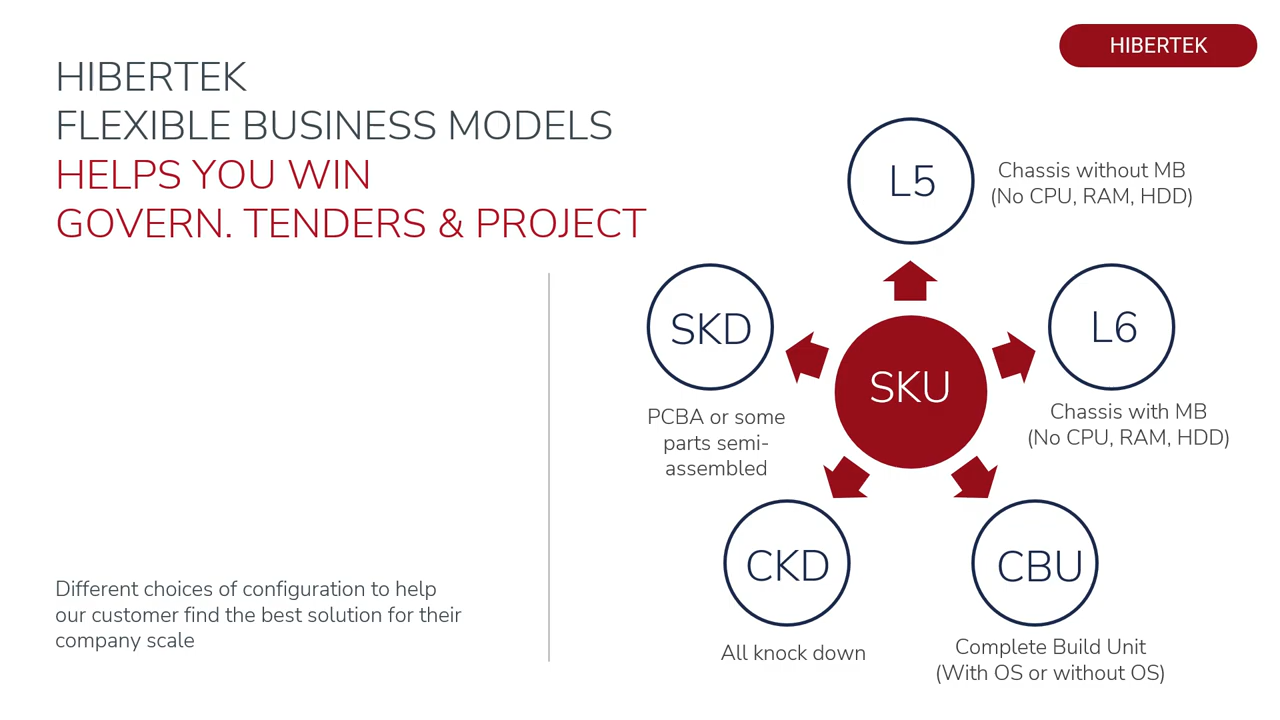 HIBERTEK
HIBERTEK
FLEXIBLE BUSINESS MODELS
HELPS YOU WIN
GOVERN. TENDERS & PROJECT
L5
Chassis without MB
(No CPU, RAM, HDD)
SKD
PCBA or some
parts semi-
assembled
SKU
L6
Chassis with MB
(No CPU, RAM, HDD)
CKD
All knock down
CBU
Complete Build Unit
(With OS or without OS)
Different choices of configuration to help
our customer find the best solution for their
company scale